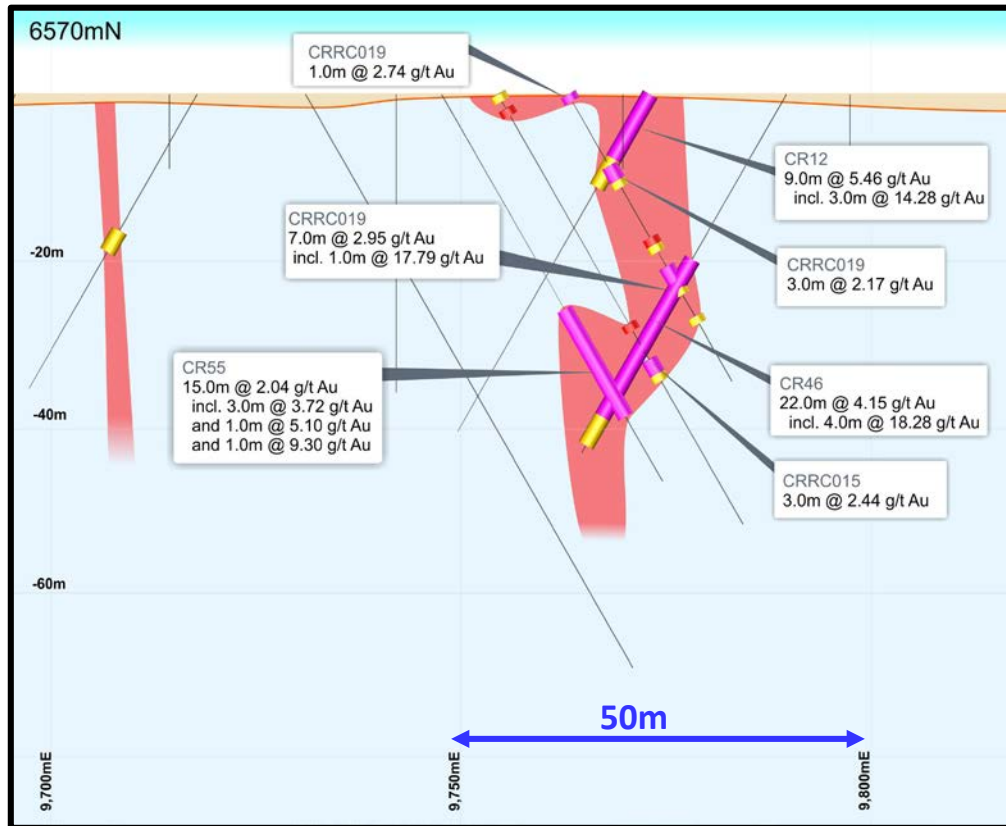 6570mN
CRRC019
1.0m @ 2.74 g/t Au
CR12
9.0m @ 5.46 g/t Au
incl. 3.0m @ 14.28 g/t Au
CRRC019
7.0m @ 2.95 g/t Au
incl. 1.0m @ 17.79 g/t Au
-20m
CRRC019
3.0m @ 2.17 g/t Au
CR55
15.0m @ 2.04 g/t Au
incl. 3.0m @ 3.72 g/t Au
and 1.0m @ 5.10 g/t Au
and 1.0m @ 9.30 g/t Au
CR46
22.0m @ 4.15 g/t Au
incl. 4.0m @ 18.28 g/t Au
-40m
CRRC015
3.0m @ 2.44 g/t Au
-60m
50m
9,700mE
9,750mE
9,800mE